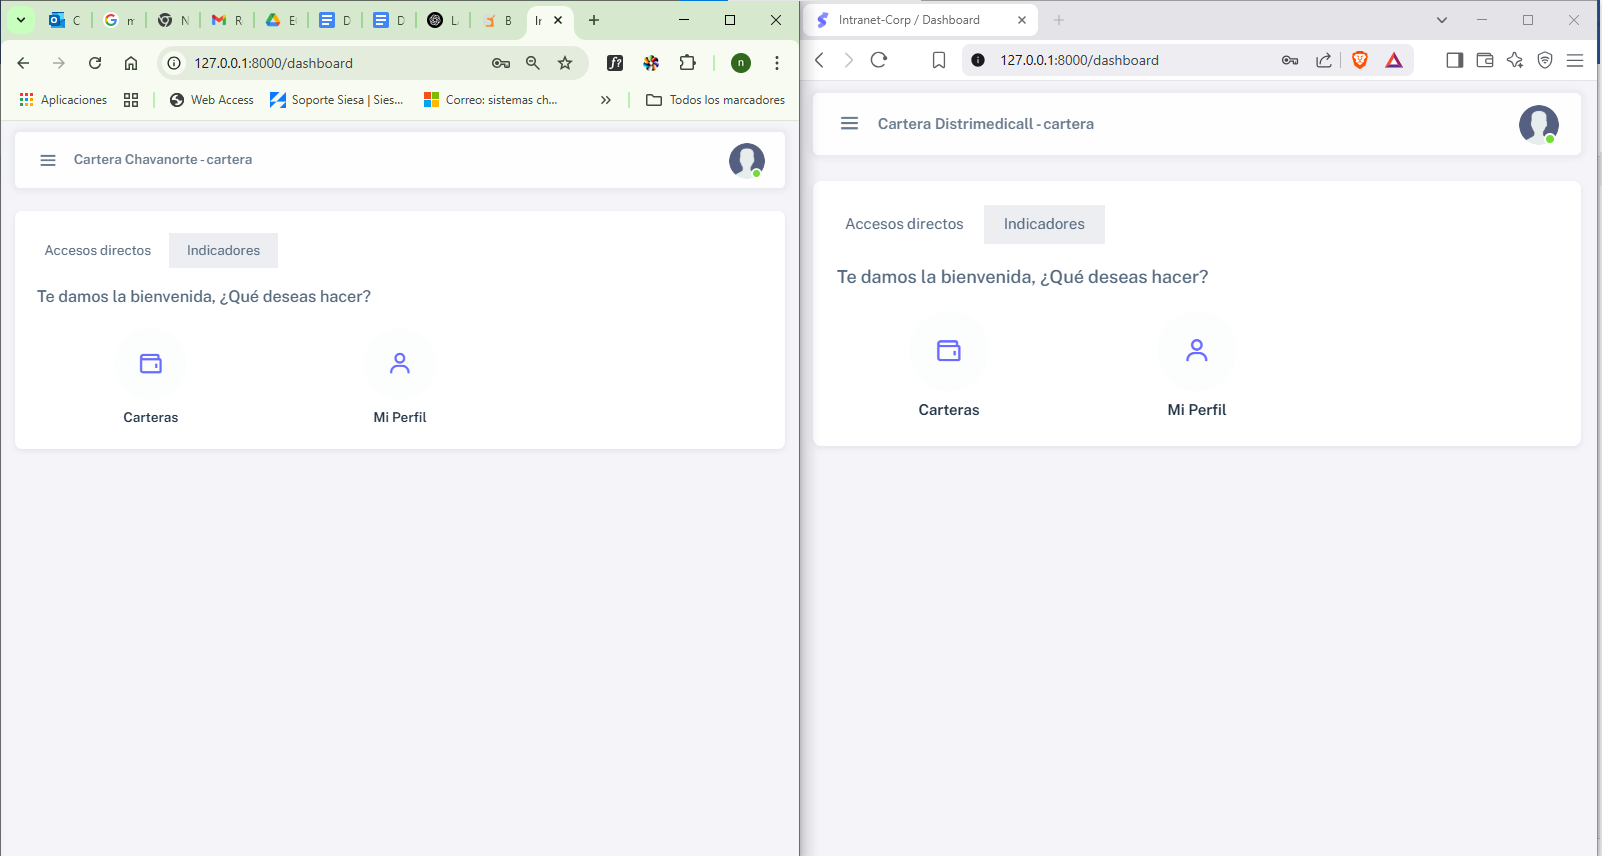 C
m
N
R
E
D
D
L
B
Ir
127.0.0.1:8000/dashboard
f?
n
Aplicaciones
Web Access
Soporte Siesa | Sies...
Correo: sistemas ch...
Todos los marcadores
Cartera Chavanorte - cartera
Accesos directos
Indicadores
Te damos la bienvenida, ¿Qué deseas hacer?
Carteras
Mi Perfil
Intranet-Corp / Dashboard
127.0.0.1:8000/dashboard
Cartera Distrimedicall - cartera
Accesos directos
Indicadores
Te damos la bienvenida, ¿Qué deseas hacer?
Carteras
Mi Perfil